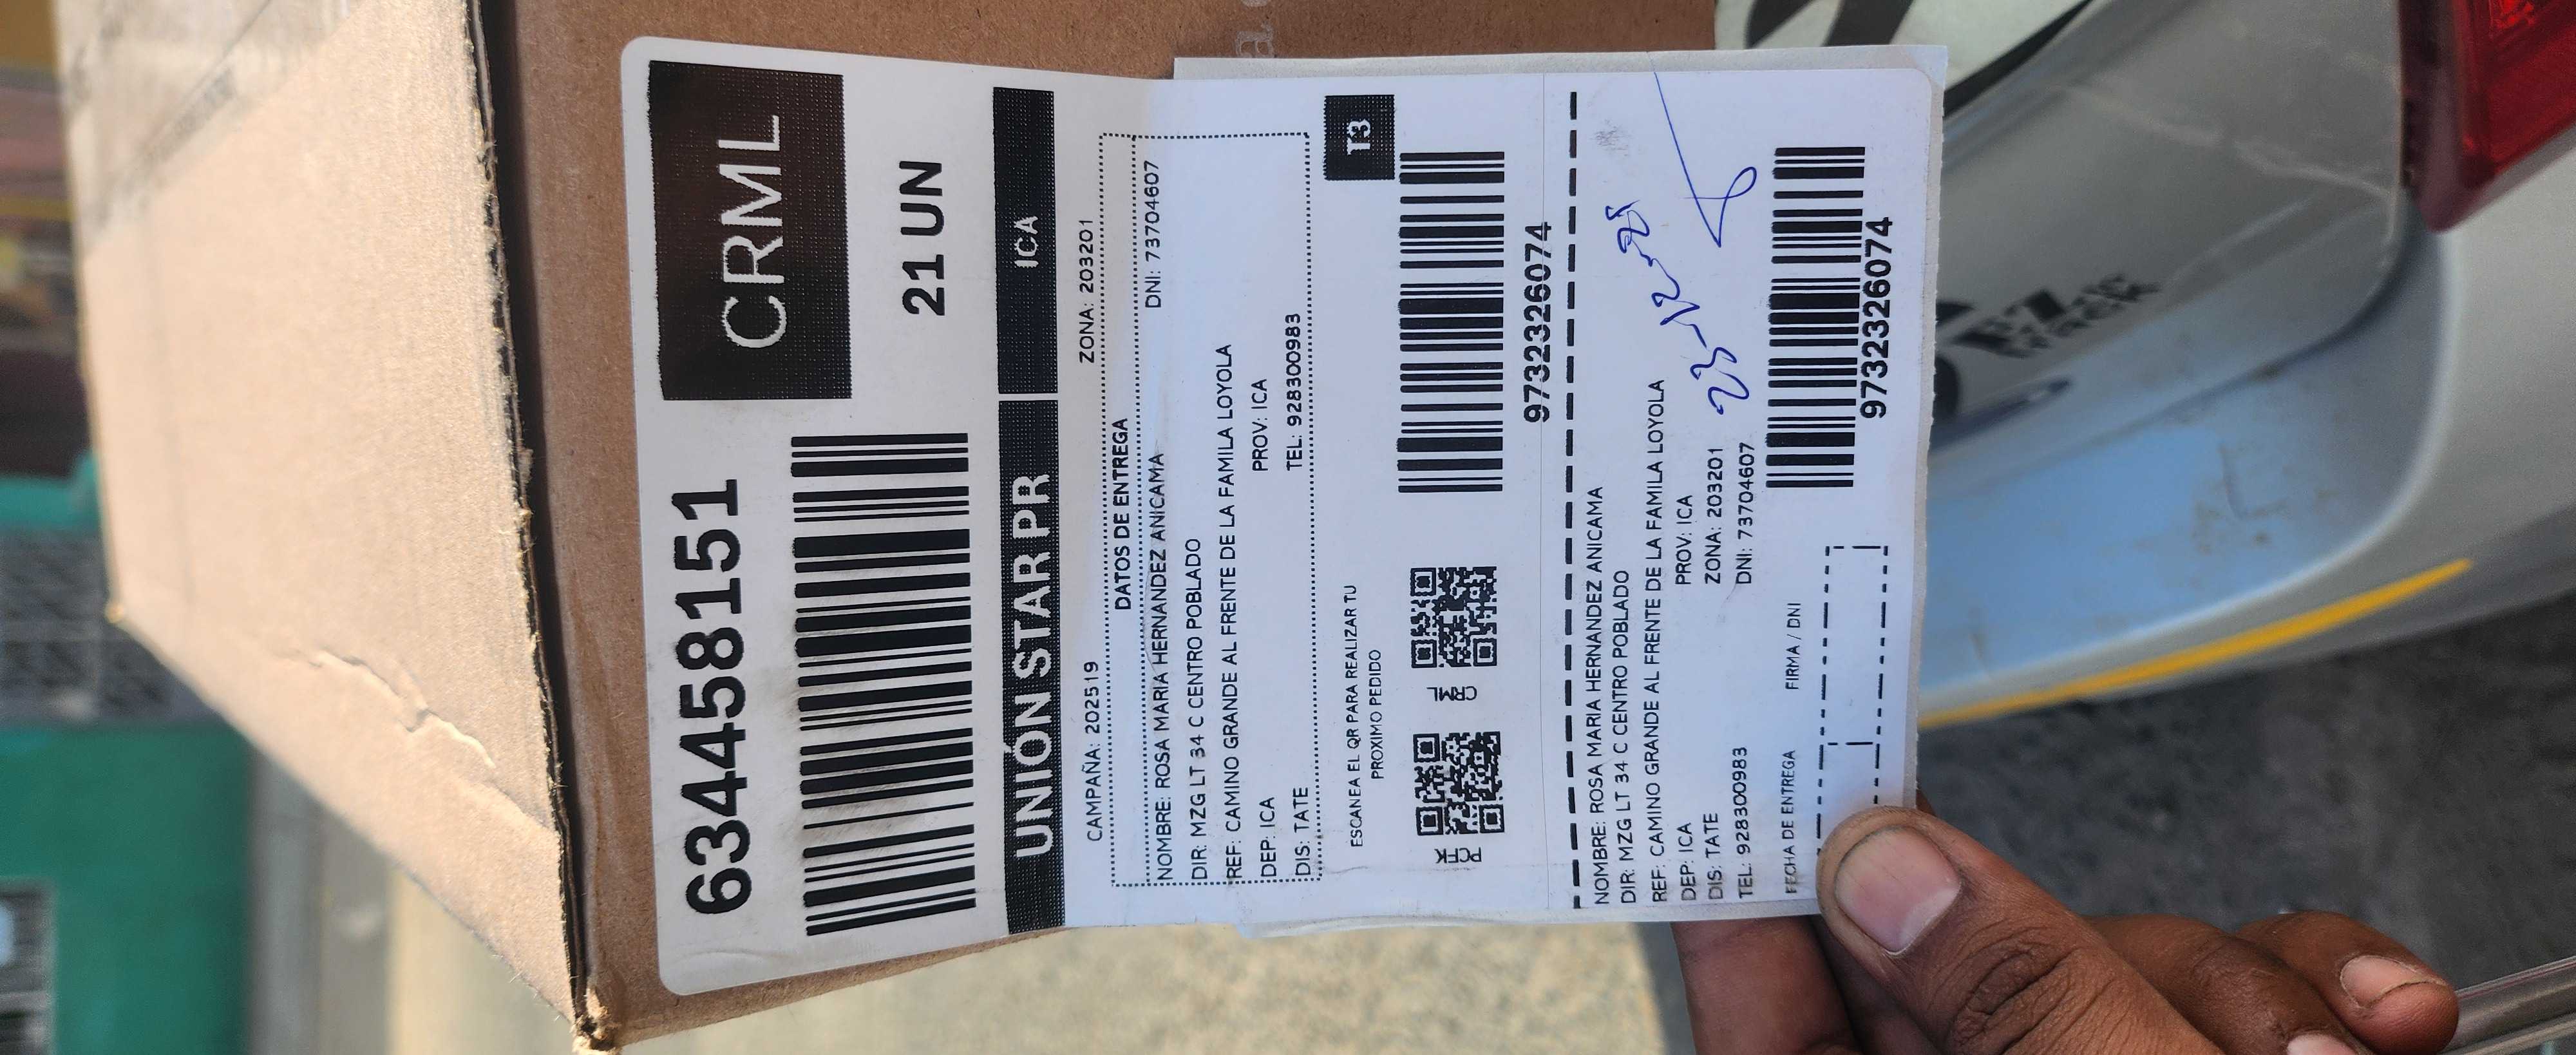 6344458151
CRML
21 UN
UNIÓN STAR PR
ICA
CAMPAÑA: 202519
ZONA: 203201
DATOS DE ENTREGA
NOMBRE: ROSA MARIA HERNANDEZ ANICAMA
DNI: 73704607
DIR: MZG LT 34 C CENTRO POBLADO
REF: CAMINO GRANDE AL FRENTE DE LA FAMILA LOYOLA
DEP: ICA
PROV: ICA
DIS: TATE
TEL: 928300983
T3
ESCANEA EL QR PARA REALIZAR TU
PROXIMO PEDIDO
PCFK
CRML
9732326074
NOMBRE: ROSA MARIA HERNANDEZ ANICAMA
DIR: MZG LT 34 C CENTRO POBLADO
REF: CAMINO GRANDE AL FRENTE DE LA FAMILA LOYOLA
DEP: ICA
PROV: ICA
DIS: TATE
ZONA: 203201
TEL: 928300983
DNI: 73704607
23-12-25
FECHA DE ENTREGA
FIRMA / DNI
9732326074